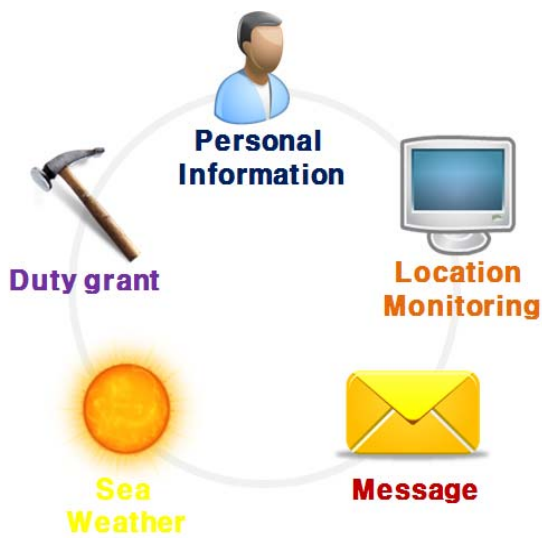 Personal
Information
Duty grant
Location
Monitoring
Sea
Weather
Message